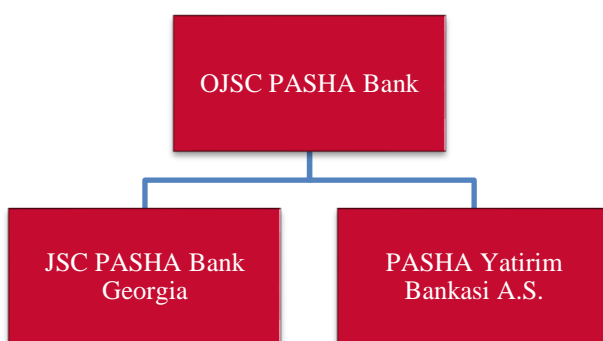 OJSC PASHA Bank
JSC PASHA Bank
Georgia
PASHA Yatirim
Bankasi A.S.